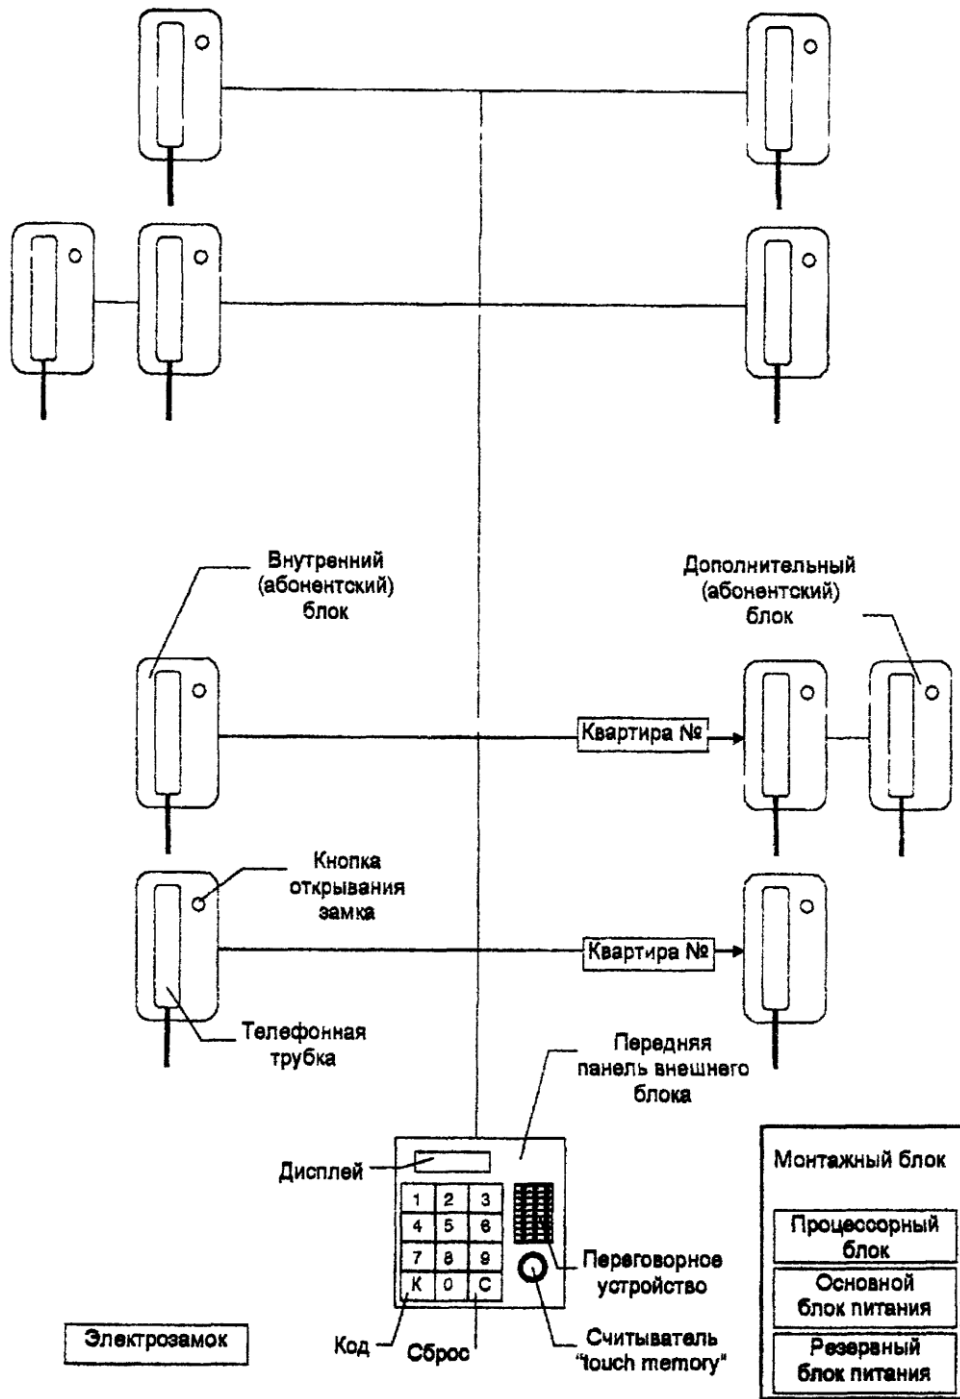 Внутренний
(абонентский)
блок
Дополнительный
(абонентский)
блок
Квартира №
Кнопка
открывания
замка
Квартира №
Телефонная
трубка
Передняя
панель внешнего
блока
Дисплей
1 2 3
4 5 6
7 8 9
К 0 С
Переговорное
устройство
Код
Сброс
Считыватель
"touch memory"
Электрозамок
Монтажный блок
Процессорный
блок
Основной
блок питания
Резервный
блок питания